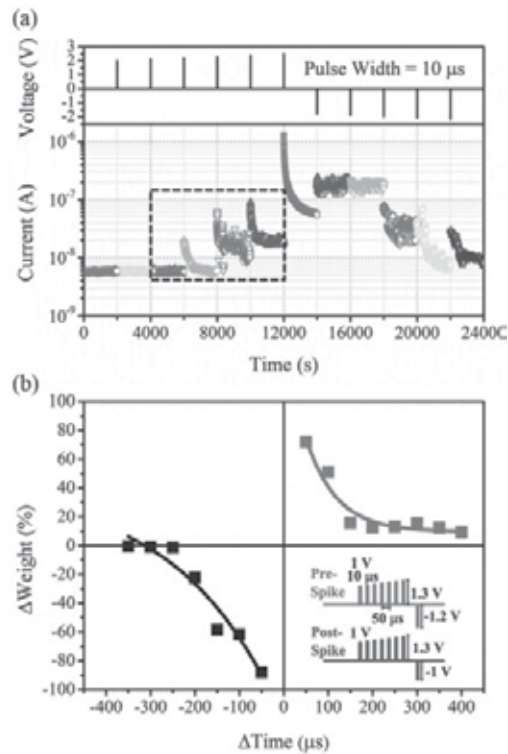 (a)
Voltage (V)
3
2
1
0
-1
-2
Pulse Width = 10 μs
Current (A)
10⁻⁶
10⁻⁷
10⁻⁸
10⁻⁹
0 4000 8000 12000 16000 20000 24000
Time (s)
(b)
ΔWeight (%)
100
80
60
40
20
0
-20
-40
-60
-80
-100
1 V
Pre- 10 μs
Spike 1.3 V
50 μs -1.2 V
Post- 1 V
Spike 1.3 V
-1 V
-400 -300 -200 -100 0 100 200 300 400
ΔTime (μs)